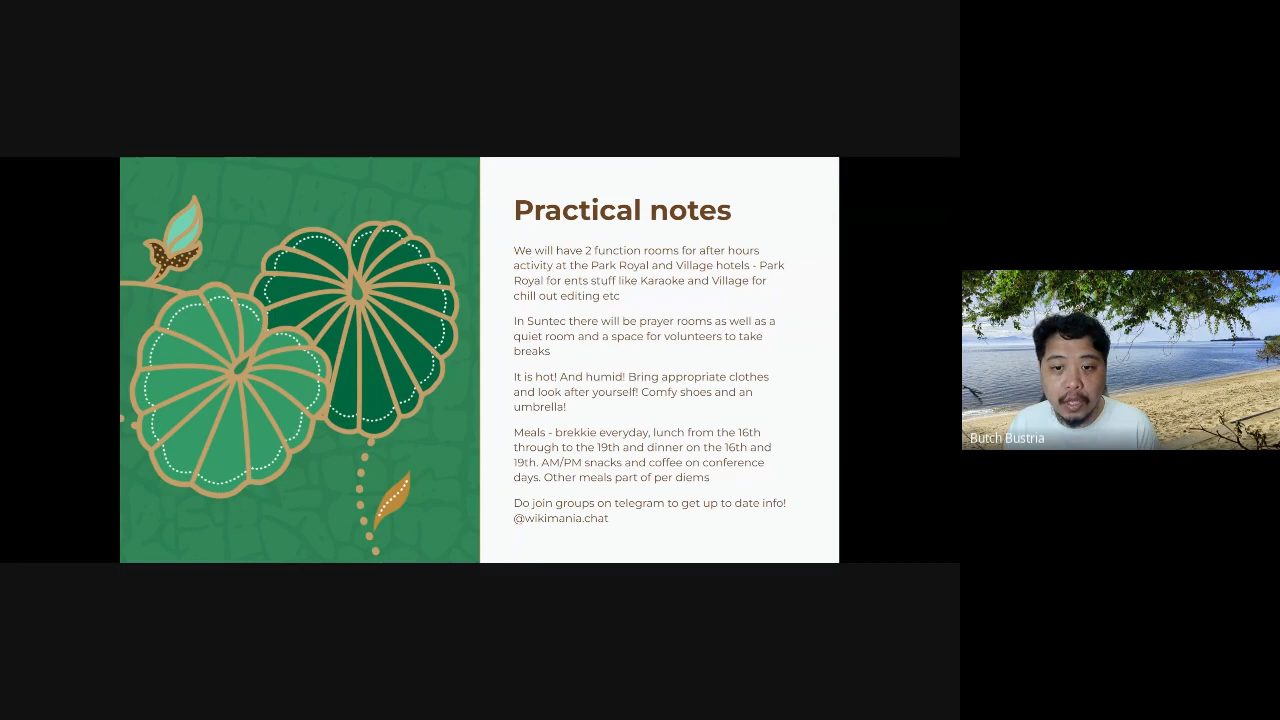 Practical notes
We will have 2 function rooms for after hours
activity at the Park Royal and Village hotels - Park
Royal for ents stuff like Karaoke and Village for
chill out editing etc
In Suntec there will be prayer rooms as well as a
quiet room and a space for volunteers to take
breaks
It is hot! And humid! Bring appropriate clothes
and look after yourself! Comfy shoes and an
umbrella!
Meals - brekkie everyday, lunch from the 16th
through to the 19th and dinner on the 16th and
19th. AM/PM snacks and coffee on conference
days. Other meals part of per diems
Do join groups on telegram to get up to date info!
@wikimania.chat
Butch Bustria